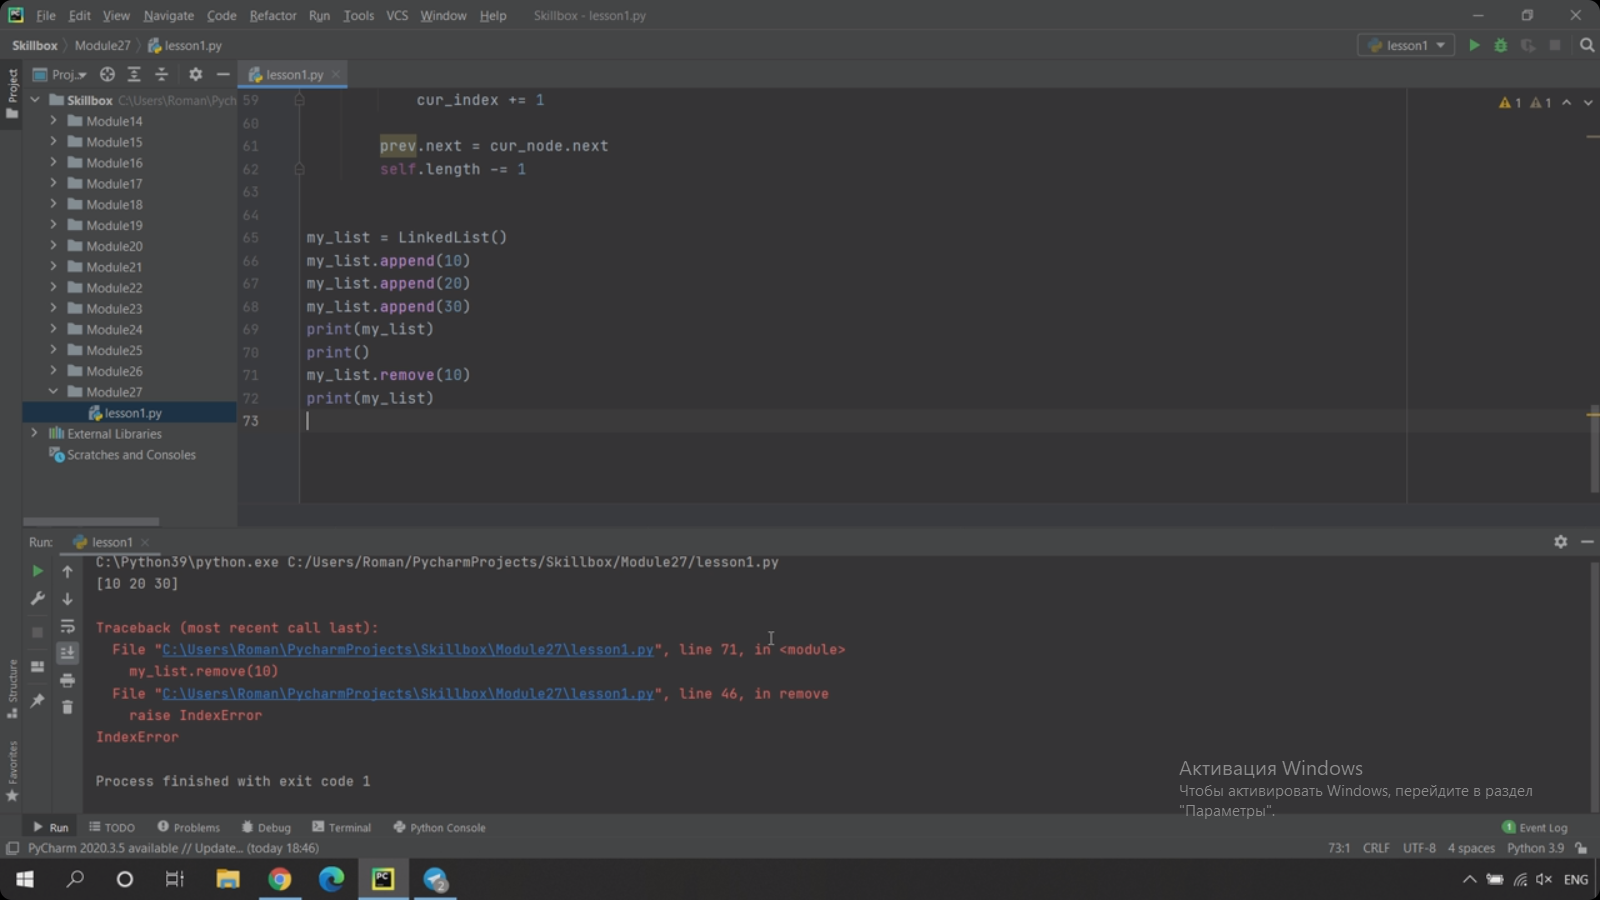 File Edit View Navigate Code Refactor Run Tools VCS Window Help Skillbox - lesson1.py
Skillbox Module27 lesson1.py lesson1
Project
Proj... lesson1.py
Skillbox C:\Users\Roman\Pych
Module14
Module15
Module16
Module17
Module18
Module19
Module20
Module21
Module22
Module23
Module24
Module25
Module26
Module27
lesson1.py
External Libraries
Scratches and Consoles
59 cur_index += 1
60
61 prev.next = cur_node.next
62 self.length -= 1
63
64
65 my_list = LinkedList()
66 my_list.append(10)
67 my_list.append(20)
68 my_list.append(30)
69 print(my_list)
70 print()
71 my_list.remove(10)
72 print(my_list)
73
1 1
Run: lesson1
C:\Python39\python.exe C:/Users/Roman/PycharmProjects/Skillbox/Module27/lesson1.py
[10 20 30]
Traceback (most recent call last):
File "C:\Users\Roman\PycharmProjects\Skillbox\Module27\lesson1.py", line 71, in <module>
my_list.remove(10)
File "C:\Users\Roman\PycharmProjects\Skillbox\Module27\lesson1.py", line 46, in remove
raise IndexError
IndexError
Process finished with exit code 1
Structure
Favorites
Активация Windows
Чтобы активировать Windows, перейдите в раздел
"Параметры".
Run TODO Problems Debug Terminal Python Console 1 Event Log
PyCharm 2020.3.5 available // Update... (today 18:46) 73:1 CRLF UTF-8 4 spaces Python 3.9
PC 2 ENG